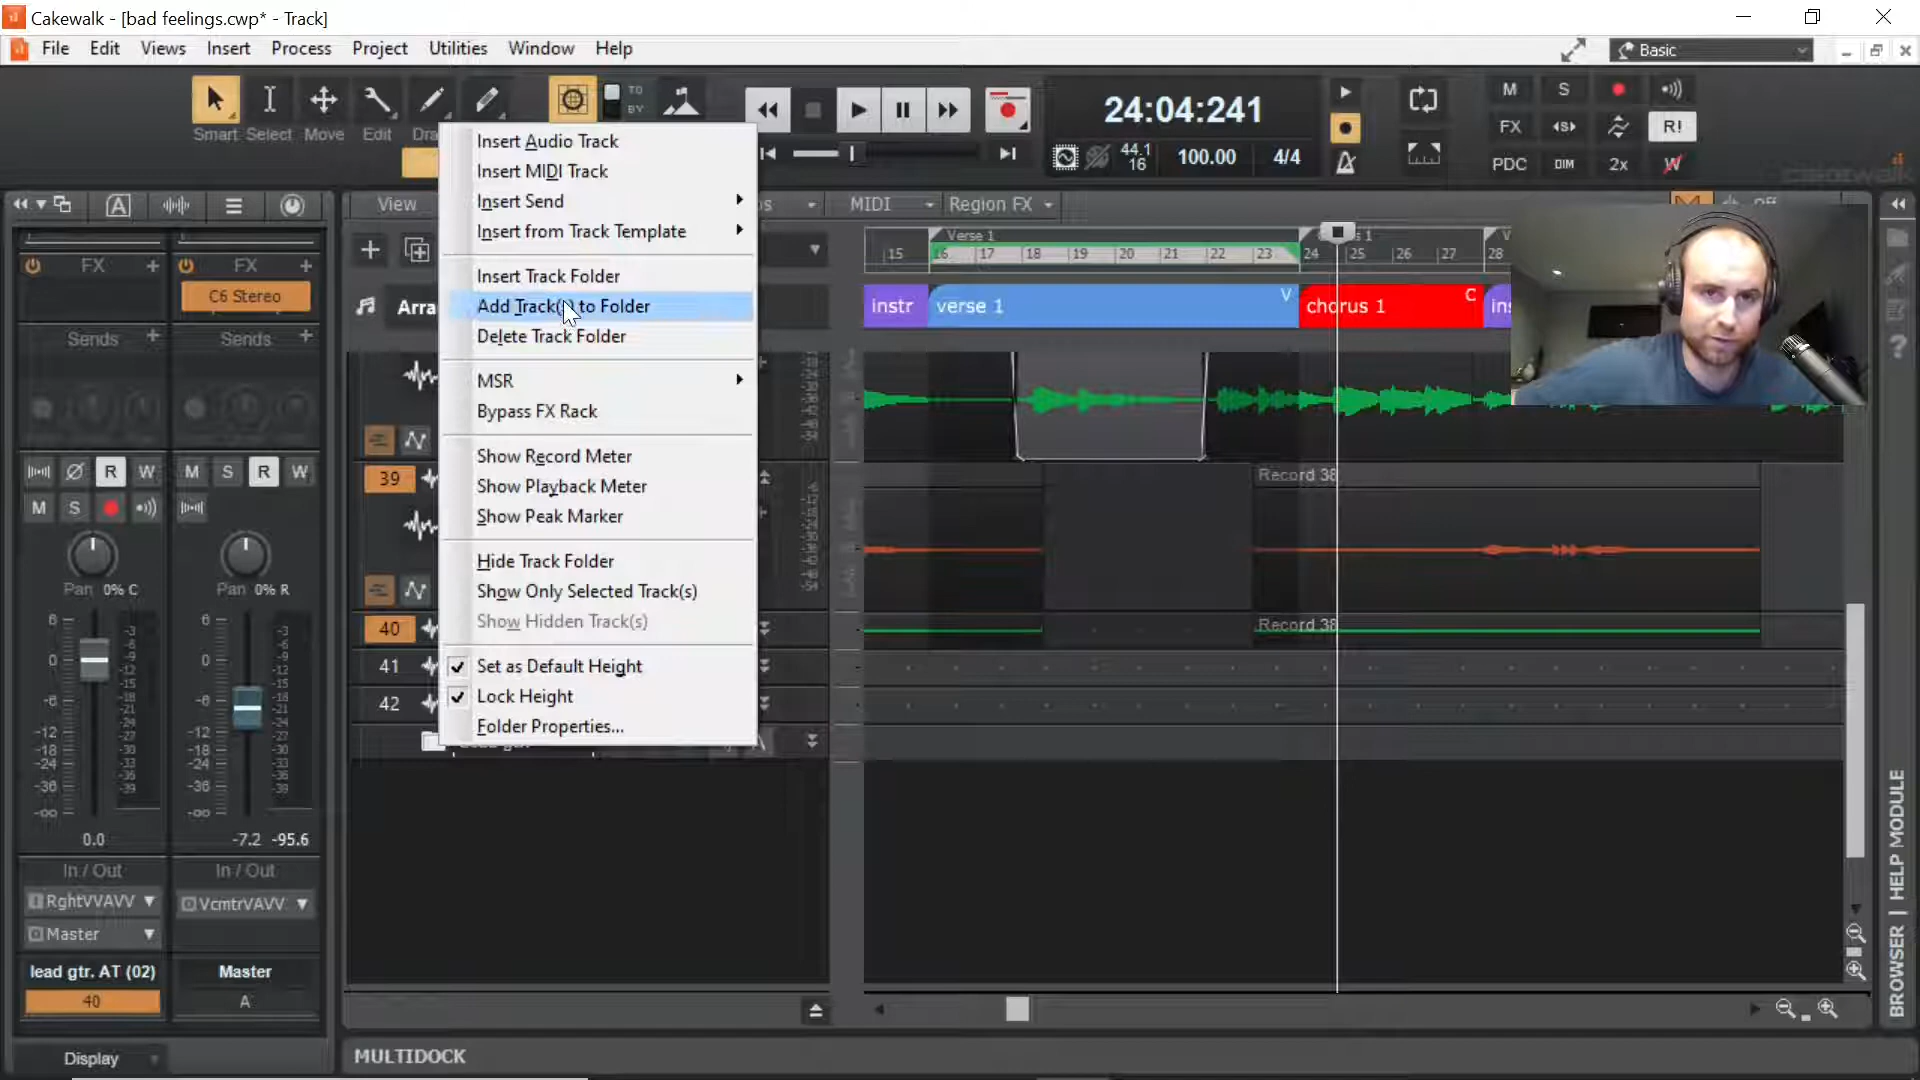 Cakewalk - [bad feelings.cwp* - Track]
File Edit Views Insert Process Project Utilities Window Help
Basic
Smart Select Move Edit
TO
BY
24:04:241
44.1
16
100.00
4/4
M S
FX R!
PDC DIM 2x W
cakewalk
View
MIDI
Region FX
Insert Audio Track
Insert MIDI Track
Insert Send
Insert from Track Template
Insert Track Folder
Add Track(s) to Folder
Delete Track Folder
MSR
Bypass FX Rack
Show Record Meter
Show Playback Meter
Show Peak Marker
Hide Track Folder
Show Only Selected Track(s)
Show Hidden Track(s)
Set as Default Height
Lock Height
Folder Properties...
FX
FX
C6 Stereo
Sends
Sends
R W M S R W
M S
Pan 0% C
Pan 0% R
0.0
-7.2 -95.6
In / Out
In / Out
RghtVVAVV
VcmtrVAVV
Master
lead gtr. AT (02)
Master
40
A
Display
39
40
41
42
Verse 1
15 16 17 18 19 20 21 22 23 24 25 26 27 28
instr
verse 1
V
chorus 1
C
Record 38
Record 38
MULTIDOCK
BROWSER | HELP MODULE